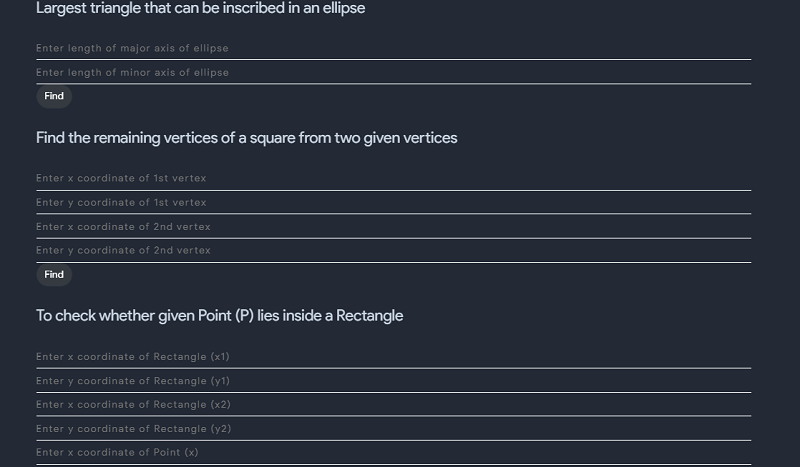 Largest triangle that can be inscribed in an ellipse
Enter length of major axis of ellipse
Enter length of minor axis of ellipse
Find
Find the remaining vertices of a square from two given vertices
Enter x coordinate of 1st vertex
Enter y coordinate of 1st vertex
Enter x coordinate of 2nd vertex
Enter y coordinate of 2nd vertex
Find
To check whether given Point (P) lies inside a Rectangle
Enter x coordinate of Rectangle (x1)
Enter y coordinate of Rectangle (y1)
Enter x coordinate of Rectangle (x2)
Enter y coordinate of Rectangle (y2)
Enter x coordinate of Point (x)